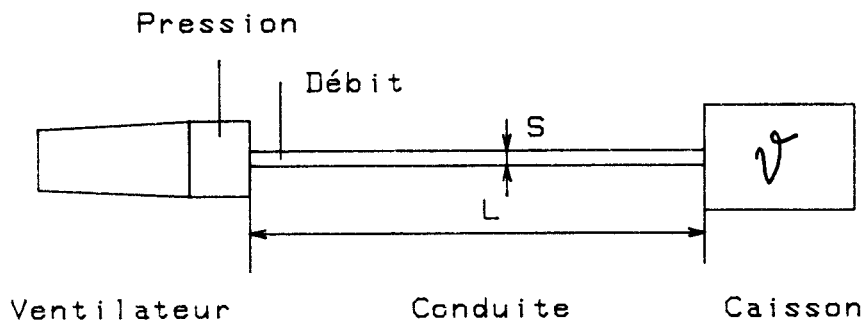 Pression
Débit
S
V
L
Ventilateur Conduite Caisson